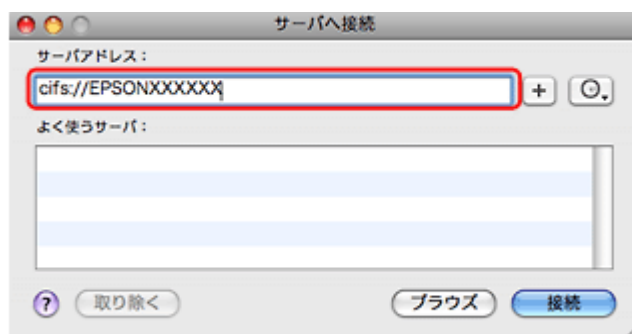 サーバへ接続
サーバアドレス：
cifs://EPSONXXXXXX
+
よく使うサーバ：
?
取り除く
ブラウズ
接続